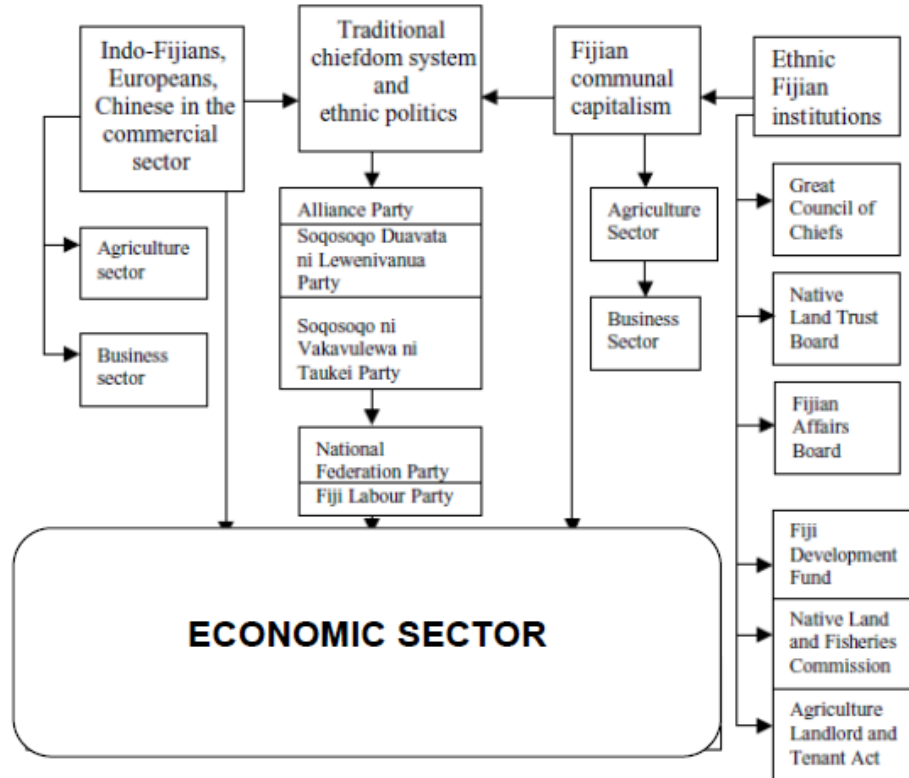 Indo-Fijians,
Europeans,
Chinese in the
commercial
sector
Traditional
chiefdom system
and
ethnic politics
Fijian
communal
capitalism
Ethnic
Fijian
institutions
Agriculture
sector
Business
sector
Alliance Party
Soqosoqo Duavata
ni Lewenivanua
Party
Soqosoqo ni
Vakavulewa ni
Taukei Party
National
Federation Party
Fiji Labour Party
Agriculture
Sector
Business
Sector
Great
Council of
Chiefs
Native
Land Trust
Board
Fijian
Affairs
Board
Fiji
Development
Fund
Native Land
and Fisheries
Commission
Agriculture
Landlord and
Tenant Act
ECONOMIC SECTOR